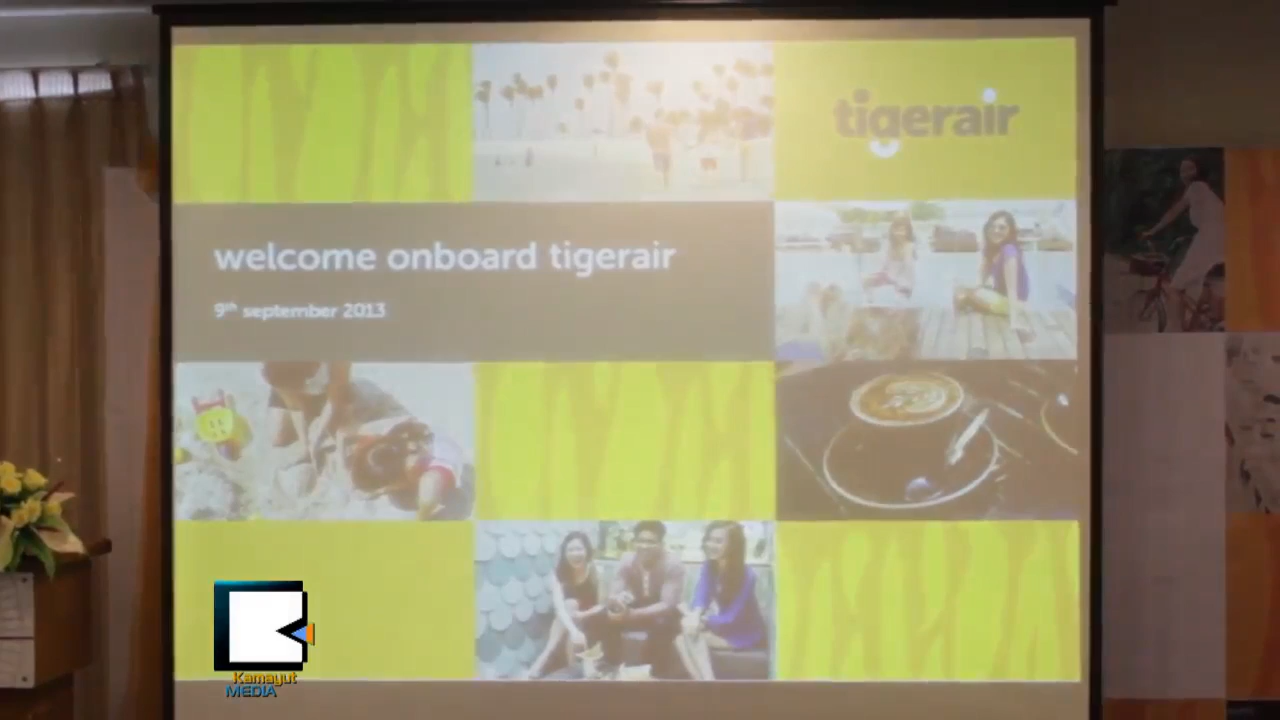 tigerair
welcome onboard tigerair
9th september 2013
Kamayut
MEDIA